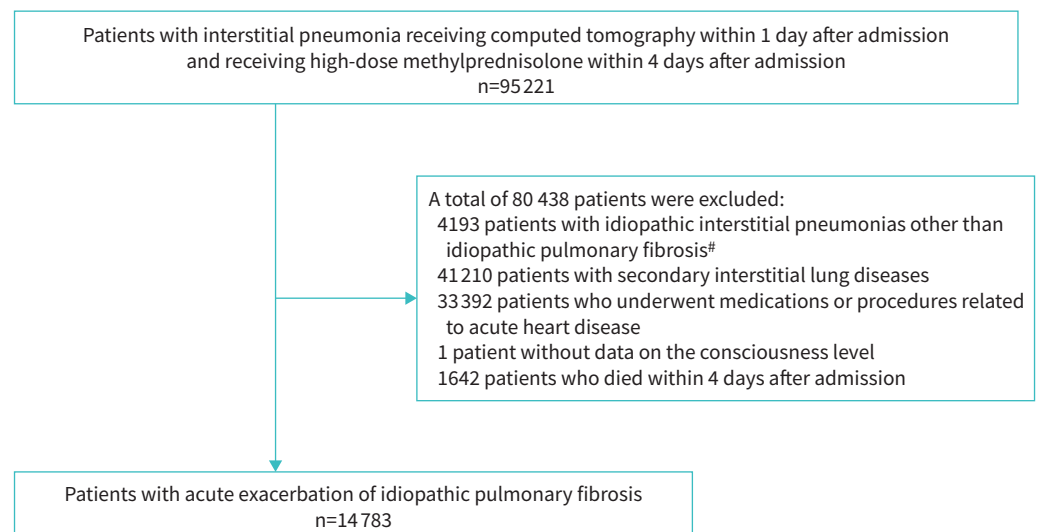 Patients with interstitial pneumonia receiving computed tomography within 1 day after admission
and receiving high-dose methylprednisolone within 4 days after admission
n=95221
A total of 80 438 patients were excluded:
4193 patients with idiopathic interstitial pneumonias other than
idiopathic pulmonary fibrosis#
41210 patients with secondary interstitial lung diseases
33392 patients who underwent medications or procedures related
to acute heart disease
1 patient without data on the consciousness level
1642 patients who died within 4 days after admission
Patients with acute exacerbation of idiopathic pulmonary fibrosis
n=14783